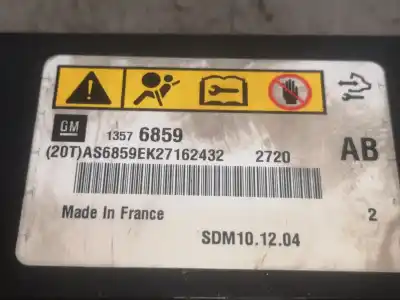 GM 1357 6859
(20T)AS6859EK27162432 2720 AB
Made In France 2
SDM10.12.04